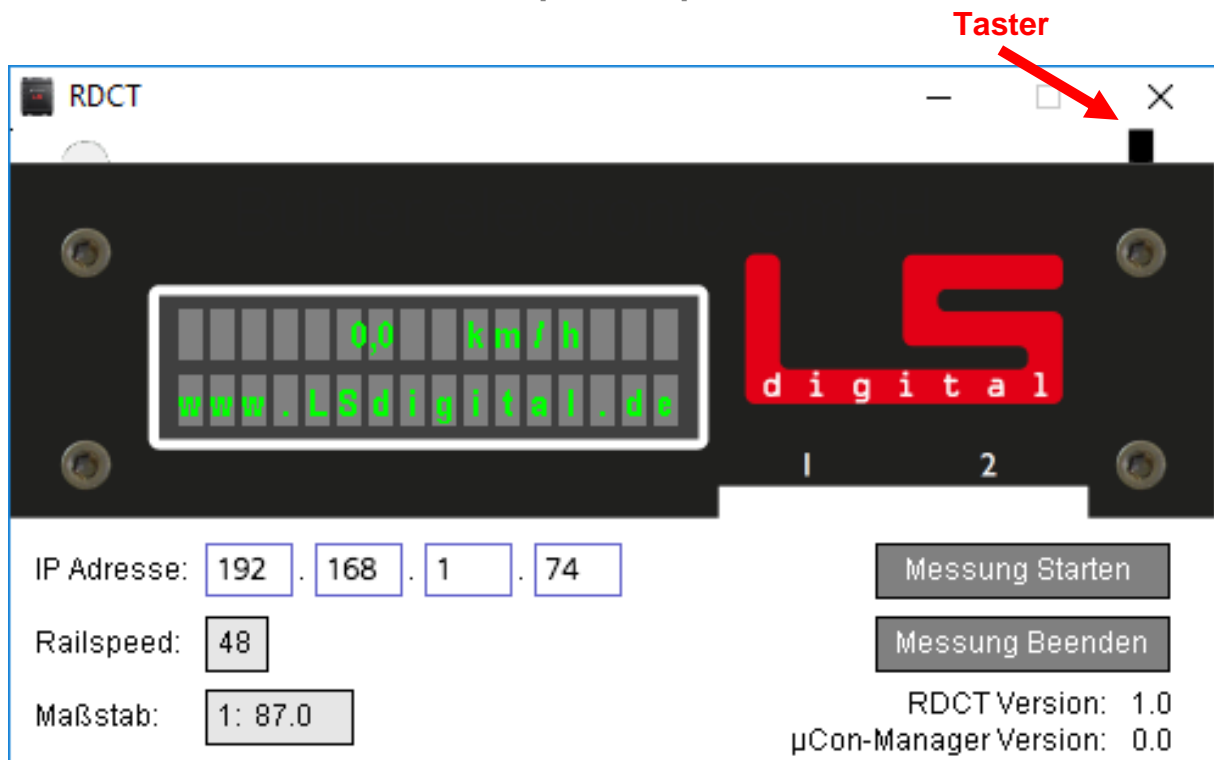 Taster
RDCT
0,0 km/h
www.LSdigital.de
LS
digital
1 2
IP Adresse: 192 . 168 . 1 . 74
Messung Starten
Railspeed: 48
Messung Beenden
Maßstab: 1: 87.0
RDCT Version: 1.0
µCon-Manager Version: 0.0